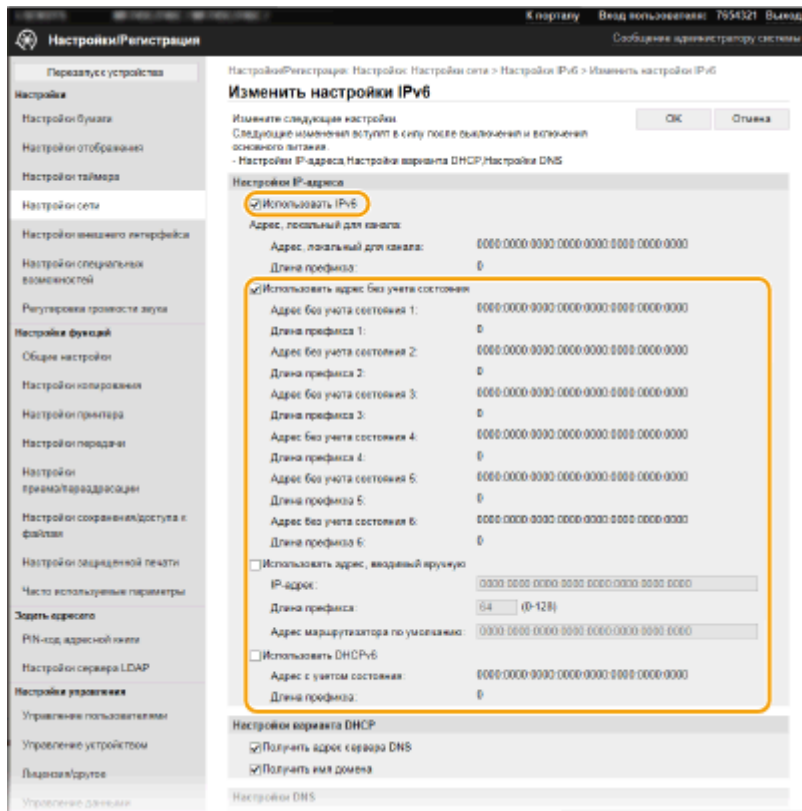 К порталу Вход пользователя: 7654321 Выход
Настройки/Регистрация
Сообщение администратору системы
Перезапуск устройства
Настройки
Настройки бумаги
Настройки отображения
Настройки таймера
Настройки сети
Настройки внешнего интерфейса
Настройки специальных
возможностей
Регулировка громкости звука
Настройки функций
Общие настройки
Настройки копирования
Настройки принтера
Настройки передачи
Настройки
приема/переадресации
Настройки сохранения/доступа к
файлам
Настройки защищенной печати
Часто используемые параметры
Задать адресата
PIN-код адресной книги
Настройки сервера LDAP
Настройки управления
Управление пользователями
Управление устройством
Лицензия/другое
Управление данными
Настройки/Регистрация: Настройки: Настройки сети > Настройки IPv6 > Изменить настройки IPv6
Изменить настройки IPv6
Измените следующие настройки.
Следующие изменения вступят в силу после выключения и включения
основного питания.
- Настройки IP-адреса,Настройки варианта DHCP,Настройки DNS
OK Отмена
Настройки IP-адреса
Использовать IPv6
Адрес, локальный для канала:
Адрес, локальный для канала: 0000:0000:0000:0000:0000:0000:0000:0000
Длина префикса: 0
Использовать адрес без учета состояния
Адрес без учета состояния 1: 0000:0000:0000:0000:0000:0000:0000:0000
Длина префикса 1: 0
Адрес без учета состояния 2: 0000:0000:0000:0000:0000:0000:0000:0000
Длина префикса 2: 0
Адрес без учета состояния 3: 0000:0000:0000:0000:0000:0000:0000:0000
Длина префикса 3: 0
Адрес без учета состояния 4: 0000:0000:0000:0000:0000:0000:0000:0000
Длина префикса 4: 0
Адрес без учета состояния 5: 0000:0000:0000:0000:0000:0000:0000:0000
Длина префикса 5: 0
Адрес без учета состояния 6: 0000:0000:0000:0000:0000:0000:0000:0000
Длина префикса 6: 0
Использовать адрес, вводимый вручную
IP-адрес: 0000:0000:0000:0000:0000:0000:0000:0000
Длина префикса: 64 (0-128)
Адрес маршрутизатора по умолчанию: 0000:0000:0000:0000:0000:0000:0000:0000
Использовать DHCPv6
Адрес с учетом состояния: 0000:0000:0000:0000:0000:0000:0000:0000
Длина префикса: 0
Настройки варианта DHCP
Получить адрес сервера DNS
Получить имя домена
Настройки DNS